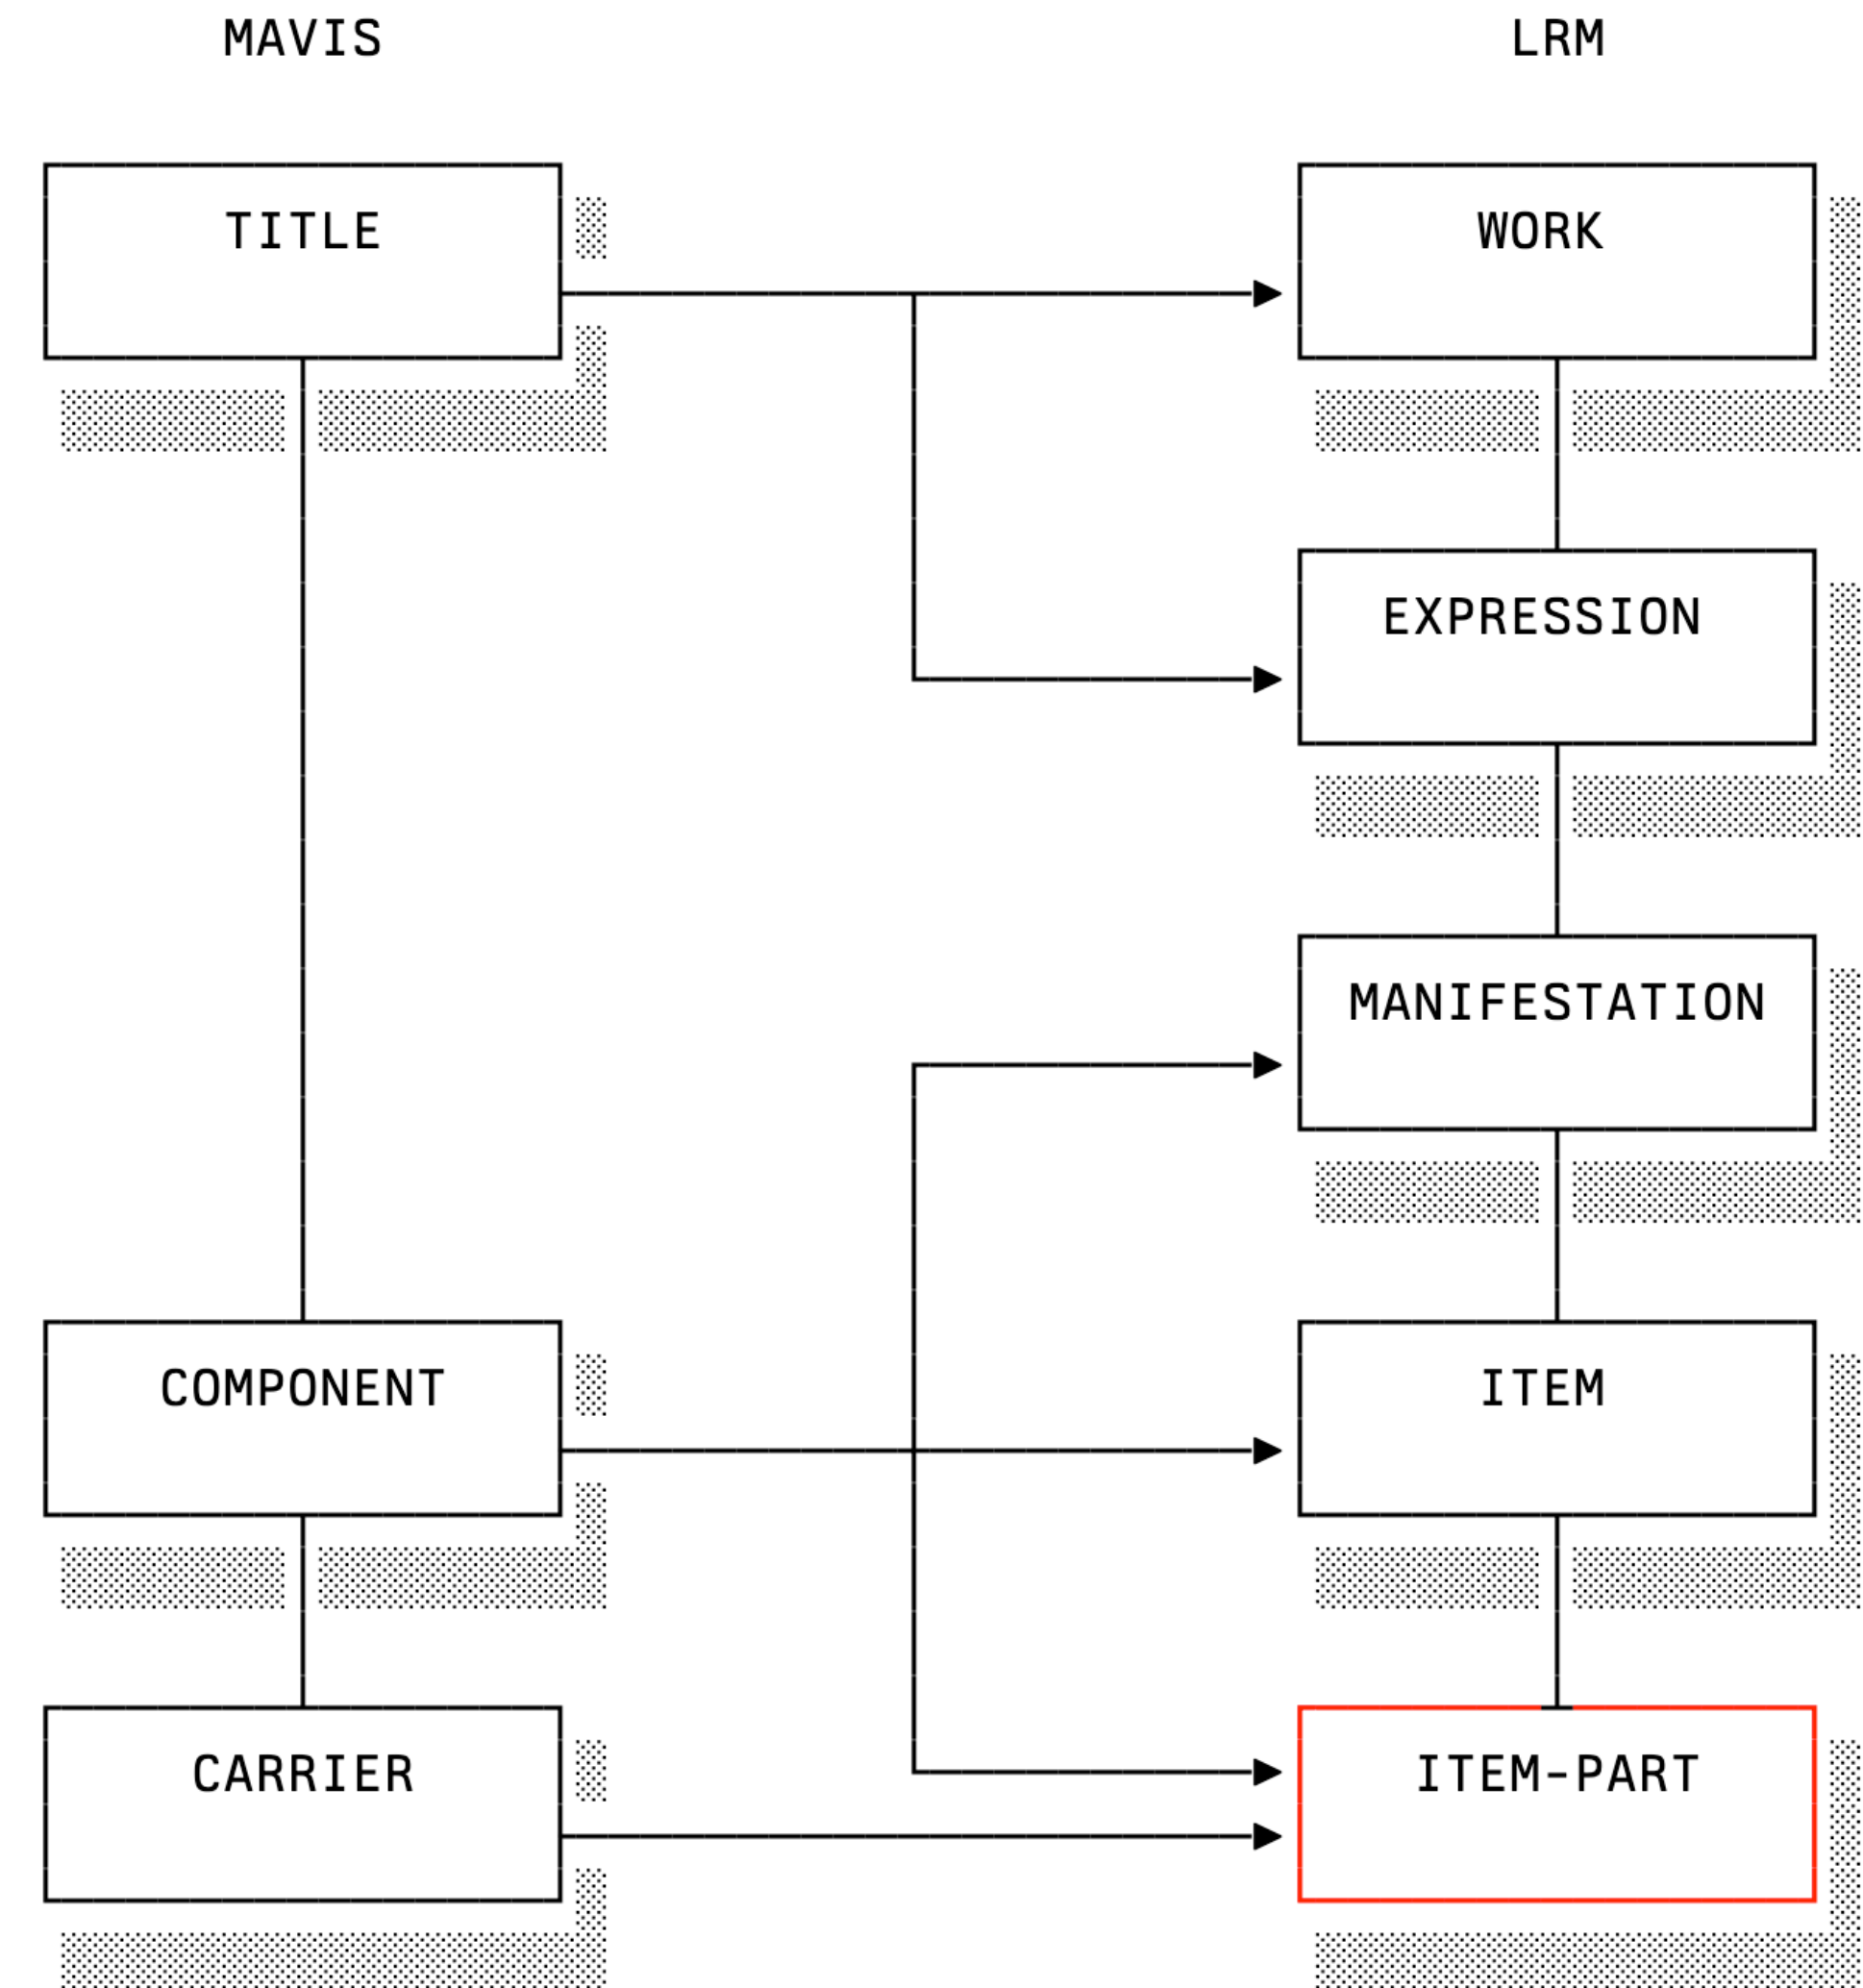 MAVIS
LRM
TITLE
WORK
EXPRESSION
MANIFESTATION
COMPONENT
ITEM
CARRIER
ITEM-PART